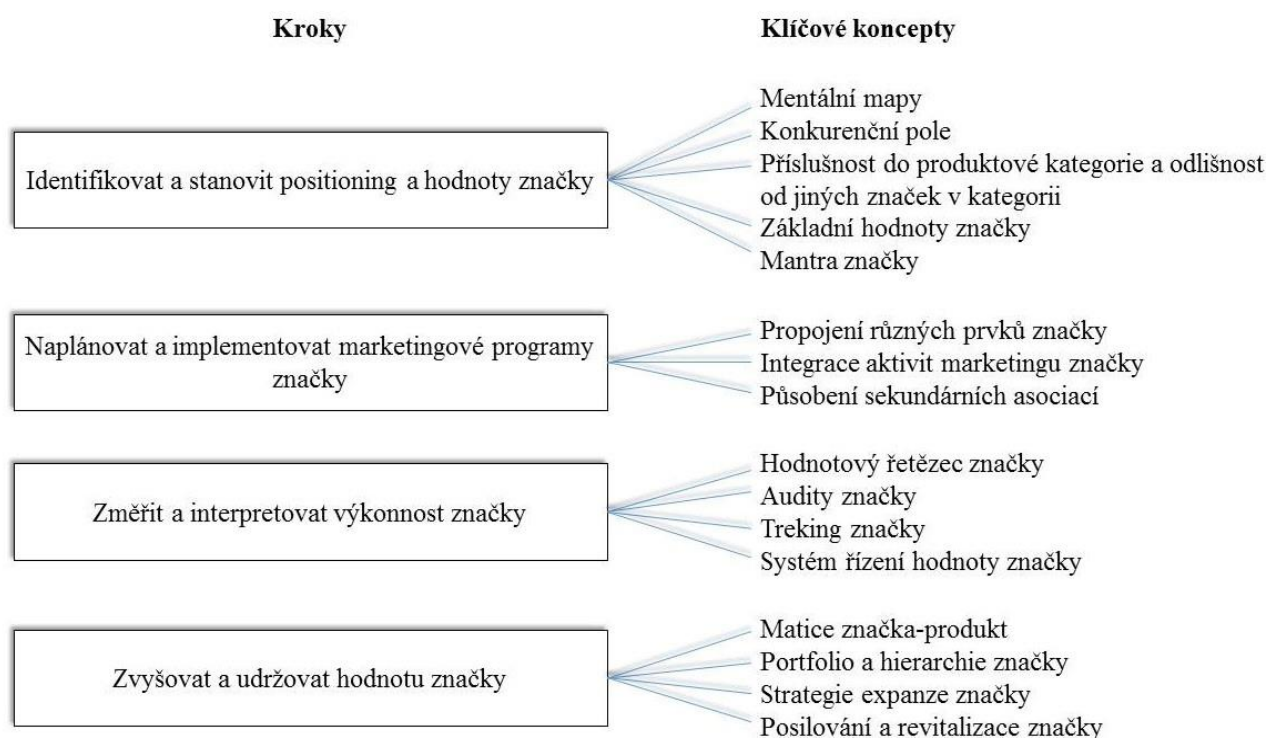 Kroky
Klíčové koncepty
Identifikovat a stanovit positioning a hodnoty značky
Mentální mapy
Konkurenční pole
Příslušnost do produktové kategorie a odlišnost
od jiných značek v kategorii
Základní hodnoty značky
Mantra značky
Naplánovat a implementovat marketingové programy
značky
Propojení různých prvků značky
Integrace aktivit marketingu značky
Působení sekundárních asociací
Změřit a interpretovat výkonnost značky
Hodnotový řetězec značky
Audity značky
Treking značky
Systém řízení hodnoty značky
Zvyšovat a udržovat hodnotu značky
Matice značka-produkt
Portfolio a hierarchie značky
Strategie expanze značky
Posilování a revitalizace značky